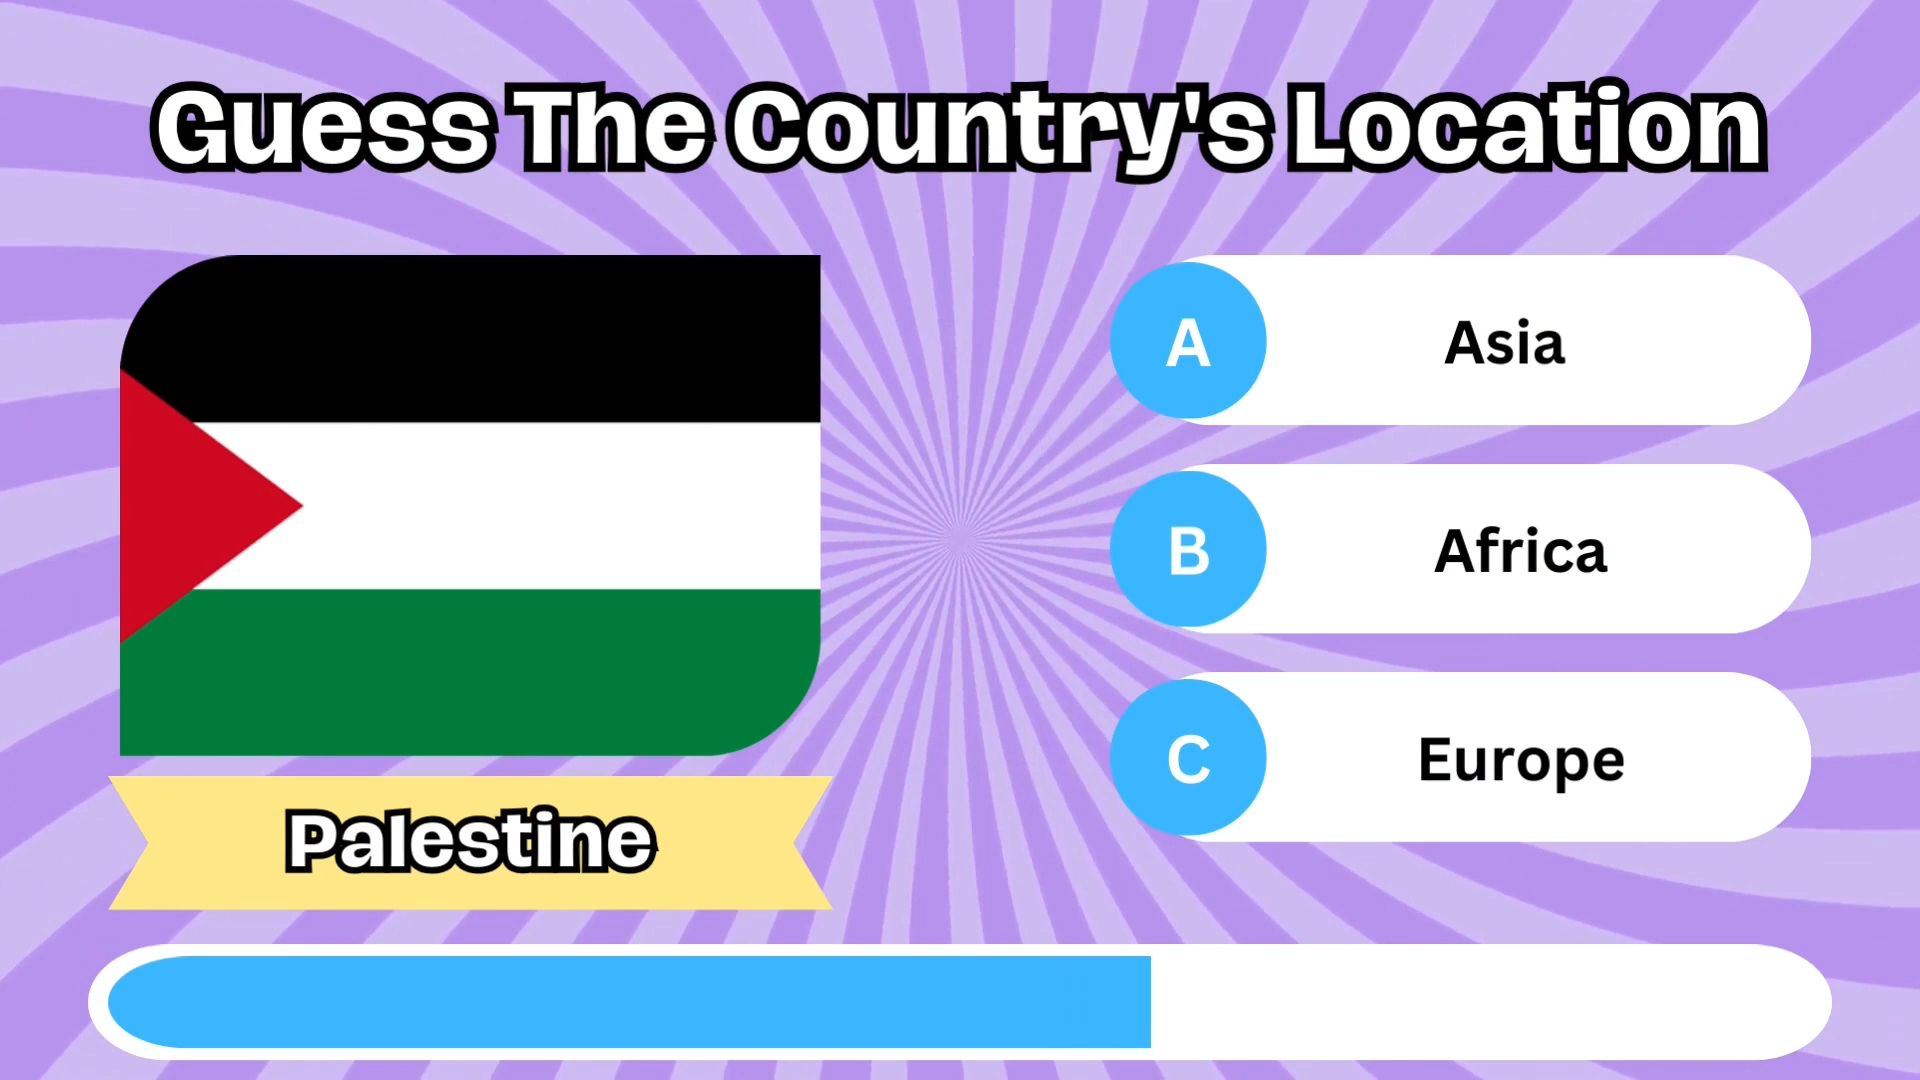 Guess The Country's Location
A
Asia
B
Africa
C
Europe
Palestine